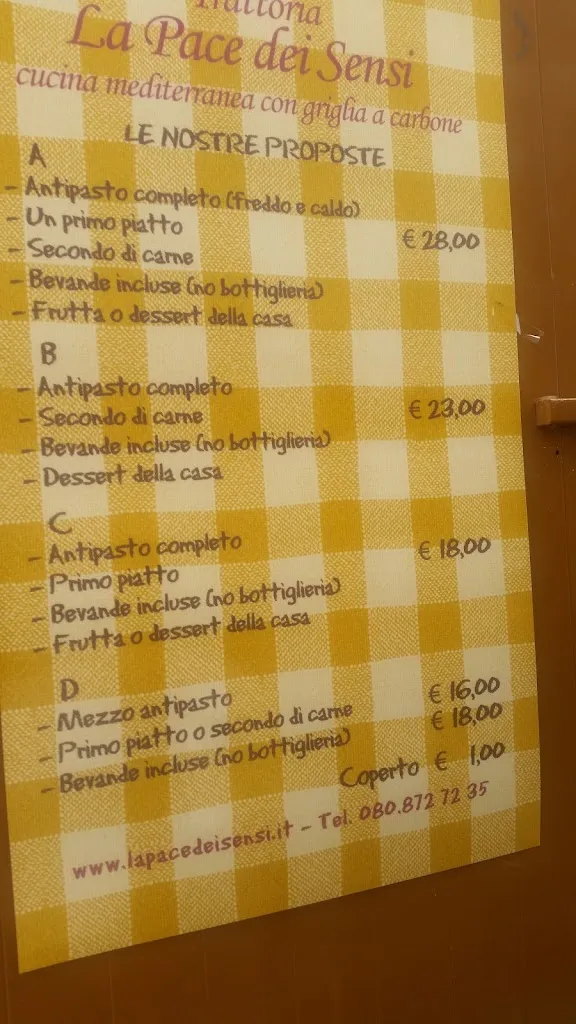 Trattoria
La Pace dei Sensi
cucina mediterranea con griglia a carbone
LE NOSTRE PROPOSTE
A
- Antipasto completo (freddo e caldo)
- Un primo piatto € 28,00
- Secondo di carne
- Bevande incluse (no bottiglieria)
- Frutta o dessert della casa
B
- Antipasto completo
- Secondo di carne € 23,00
- Bevande incluse (no bottiglieria)
- Dessert della casa
C
- Antipasto completo € 18,00
- Primo piatto
- Bevande incluse (no bottiglieria)
- Frutta o dessert della casa
D
- Mezzo antipasto € 16,00
- Primo piatto o secondo di carne € 18,00
- Bevande incluse (no bottiglieria)
Coperto € 1,00
www.lapacedeisensi.it - Tel. 080.872 72 35